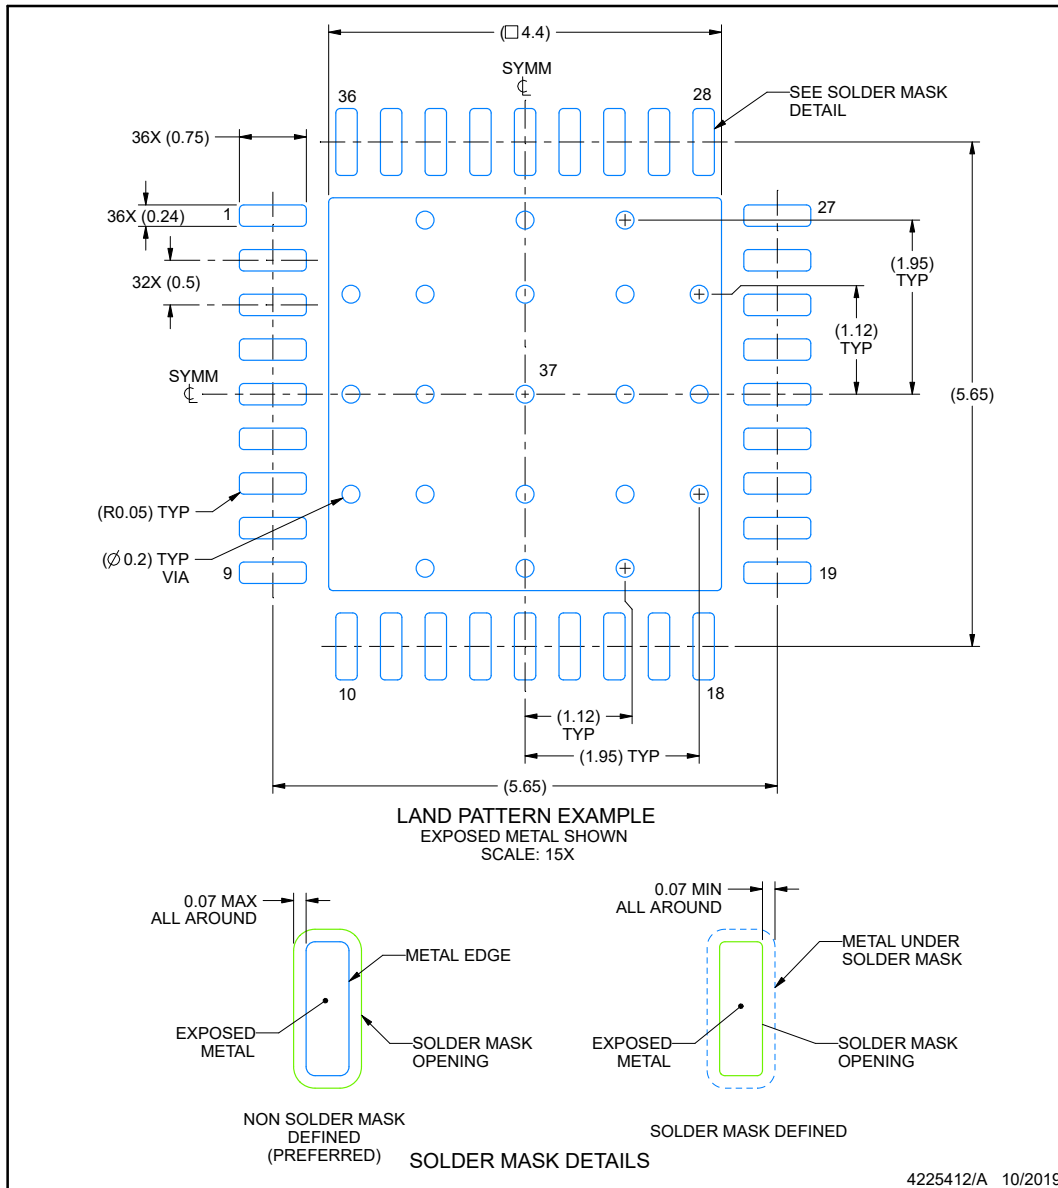 (□ 4.4)
SYMM
℄
36
28
SEE SOLDER MASK
DETAIL
36X (0.75)
36X (0.24)
1
27
32X (0.5)
(1.95)
TYP
(1.12)
TYP
SYMM
℄
37
(5.65)
(R0.05) TYP
(Ø 0.2) TYP
VIA
9
19
10
18
(1.12)
TYP
(1.95) TYP
(5.65)
LAND PATTERN EXAMPLE
EXPOSED METAL SHOWN
SCALE: 15X
0.07 MAX
ALL AROUND
METAL EDGE
EXPOSED
METAL
SOLDER MASK
OPENING
NON SOLDER MASK
DEFINED
(PREFERRED)
0.07 MIN
ALL AROUND
METAL UNDER
SOLDER MASK
EXPOSED
METAL
SOLDER MASK
OPENING
SOLDER MASK DEFINED
SOLDER MASK DETAILS
4225412/A 10/2019